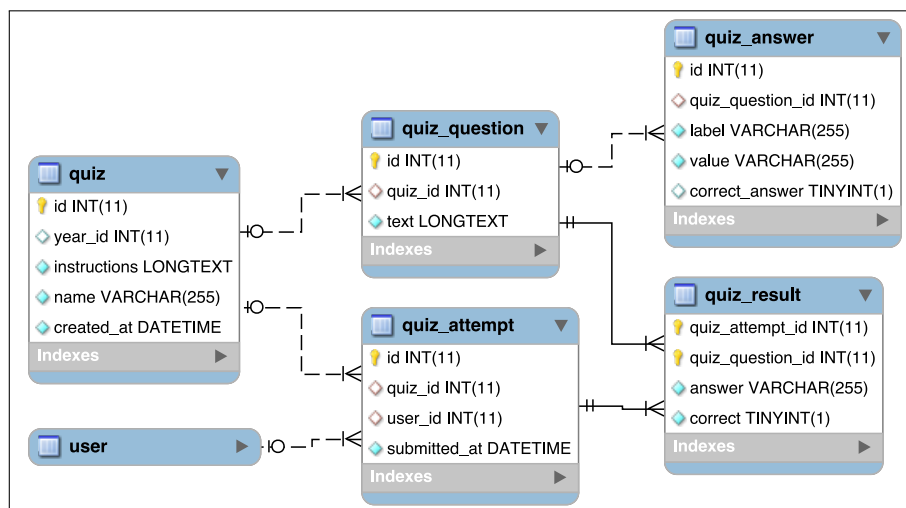 quiz
id INT(11)
year_id INT(11)
instructions LONGTEXT
name VARCHAR(255)
created_at DATETIME
Indexes
user
quiz_question
id INT(11)
quiz_id INT(11)
text LONGTEXT
Indexes
quiz_attempt
id INT(11)
quiz_id INT(11)
user_id INT(11)
submitted_at DATETIME
Indexes
quiz_answer
id INT(11)
quiz_question_id INT(11)
label VARCHAR(255)
value VARCHAR(255)
correct_answer TINYINT(1)
Indexes
quiz_result
quiz_attempt_id INT(11)
quiz_question_id INT(11)
answer VARCHAR(255)
correct TINYINT(1)
Indexes